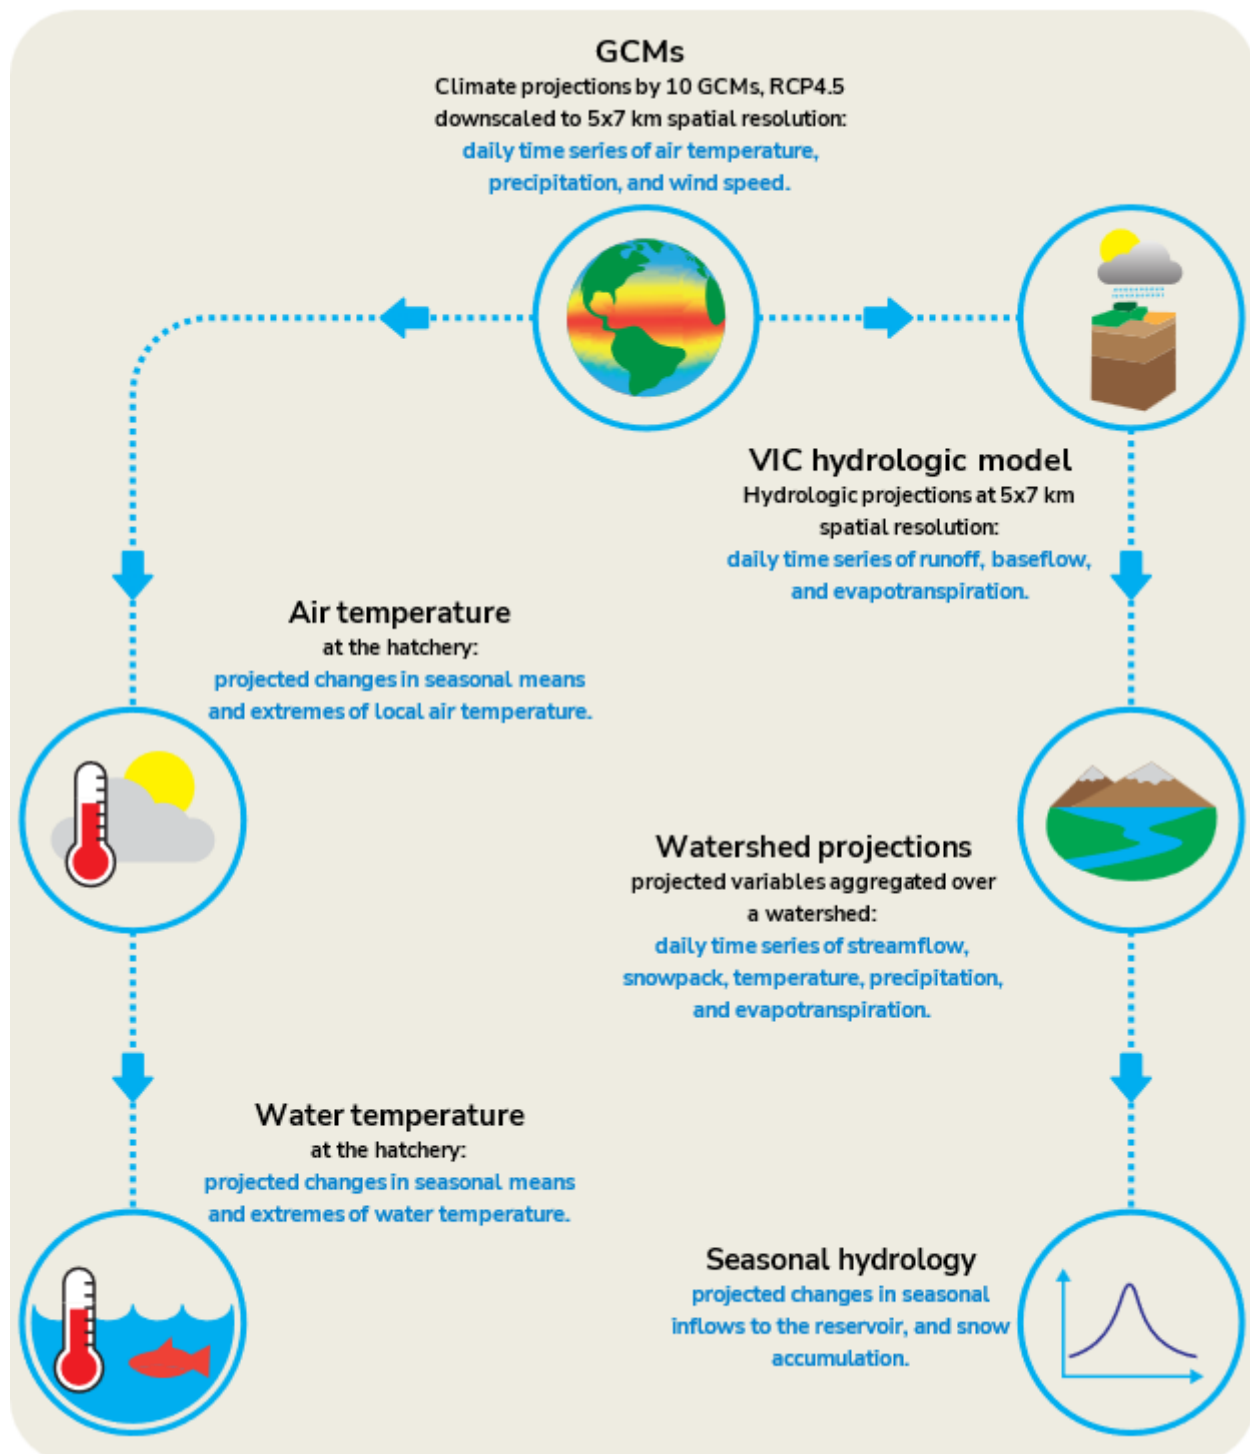 GCMs
Climate projections by 10 GCMs, RCP4.5
downscaled to 5x7 km spatial resolution:
daily time series of air temperature,
precipitation, and wind speed.
VIC hydrologic model
Hydrologic projections at 5x7 km
spatial resolution:
daily time series of runoff, baseflow,
and evapotranspiration.
Air temperature
at the hatchery:
projected changes in seasonal means
and extremes of local air temperature.
Watershed projections
projected variables aggregated over
a watershed:
daily time series of streamflow,
snowpack, temperature, precipitation,
and evapotranspiration.
Water temperature
at the hatchery:
projected changes in seasonal means
and extremes of water temperature.
Seasonal hydrology
projected changes in seasonal
inflows to the reservoir, and snow
accumulation.